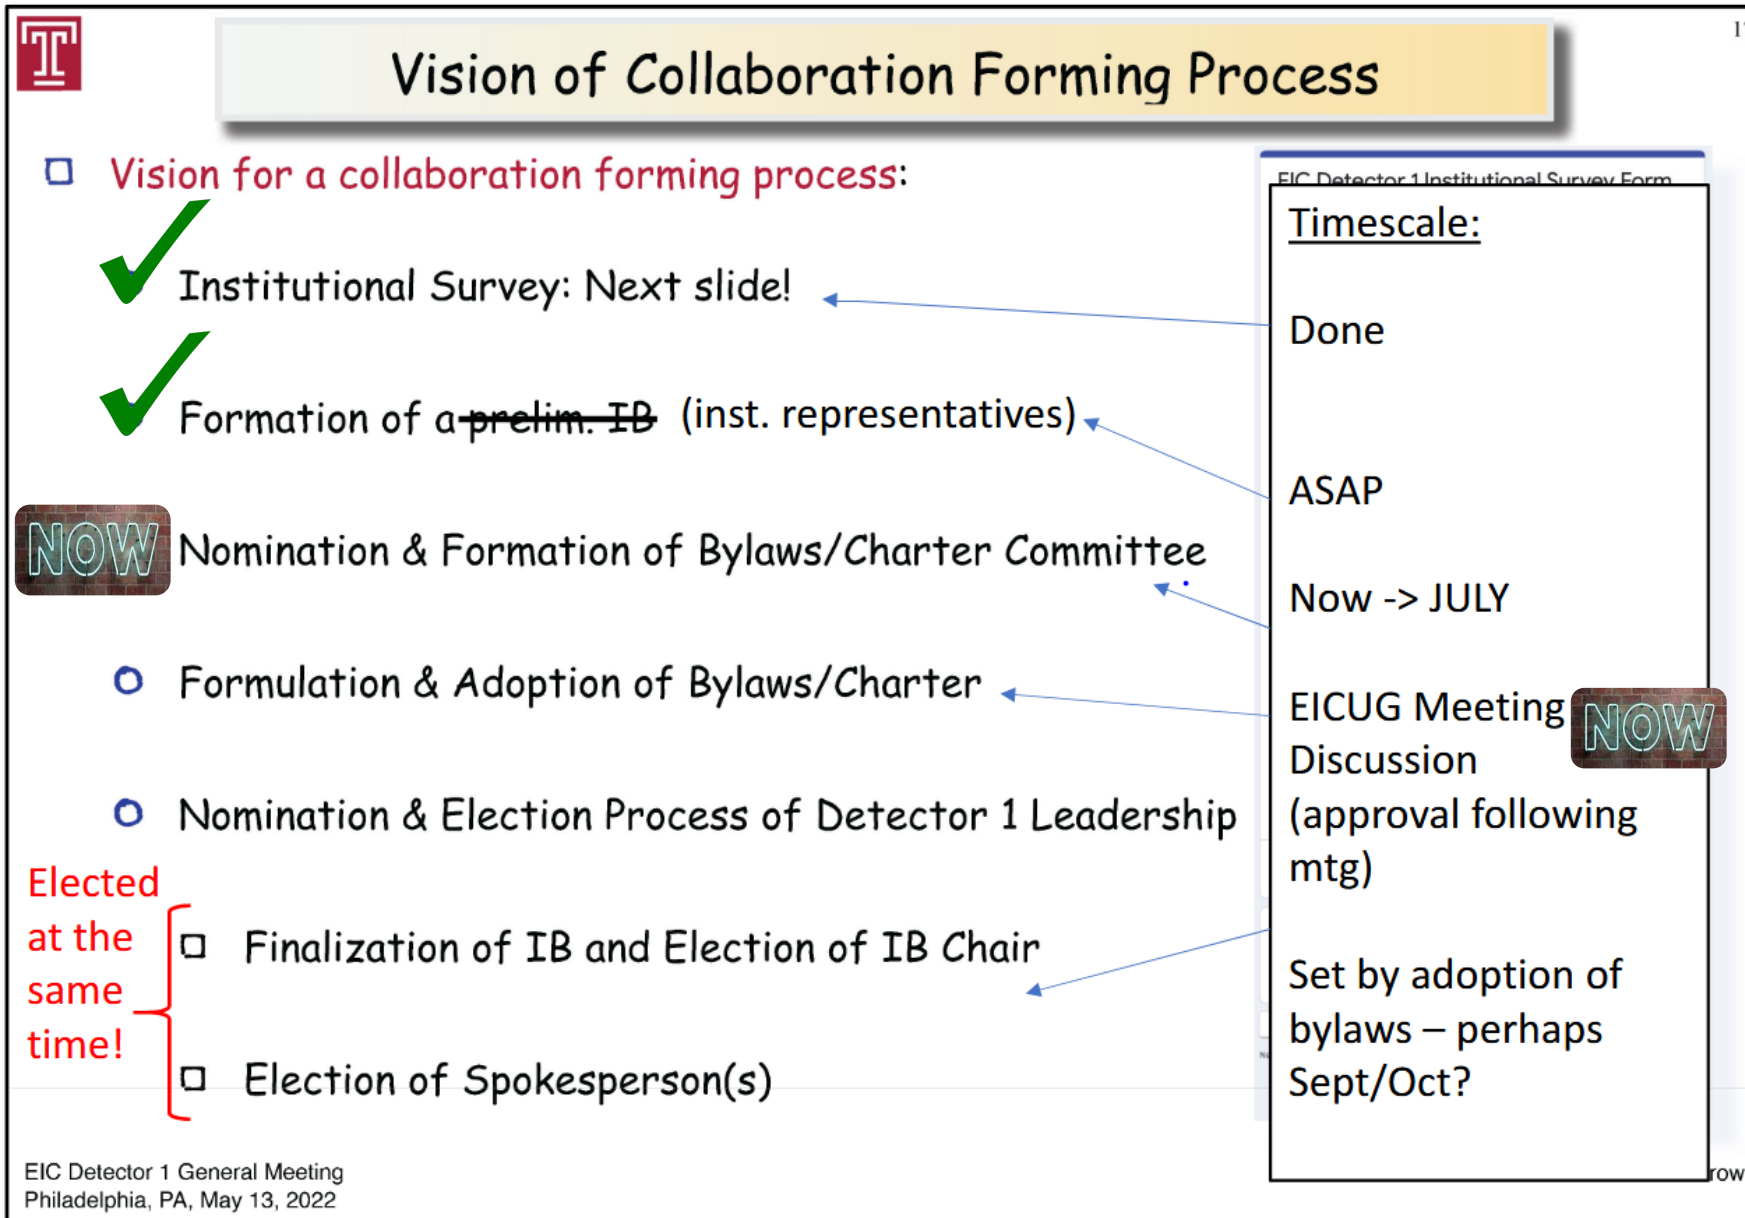 17
Vision of Collaboration Forming Process
Vision for a collaboration forming process:
EIC Detector 1 Institutional Survey Form
Timescale:
Institutional Survey: Next slide!
Done
Formation of a prelim. IB (inst. representatives)
ASAP
NOW
Nomination & Formation of Bylaws/Charter Committee
Now -> JULY
Formulation & Adoption of Bylaws/Charter
EICUG Meeting
Discussion
(approval following
mtg)
NOW
Nomination & Election Process of Detector 1 Leadership
Elected
at the
same
time!
Finalization of IB and Election of IB Chair
Election of Spokesperson(s)
Set by adoption of
bylaws – perhaps
Sept/Oct?
EIC Detector 1 General Meeting
Philadelphia, PA, May 13, 2022